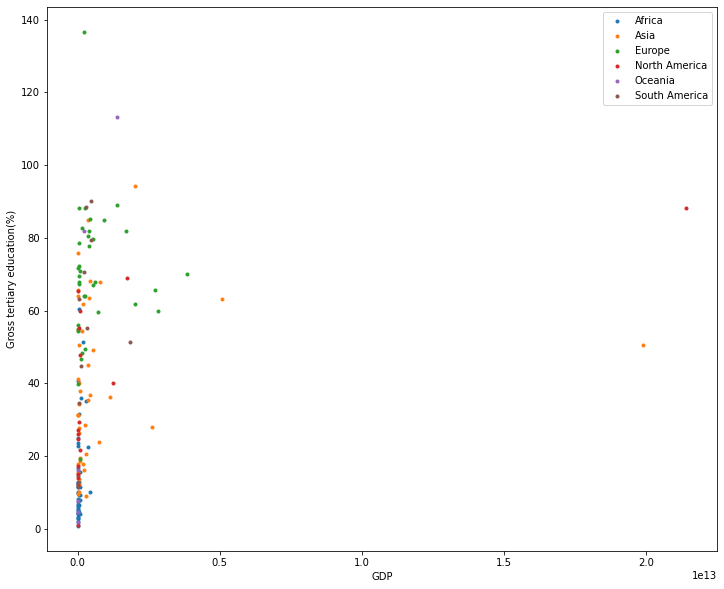 140
120
100
80
60
40
20
0
Gross tertiary education(%)
0.0
0.5
1.0
1.5
2.0
1e13
GDP
Africa
Asia
Europe
North America
Oceania
South America